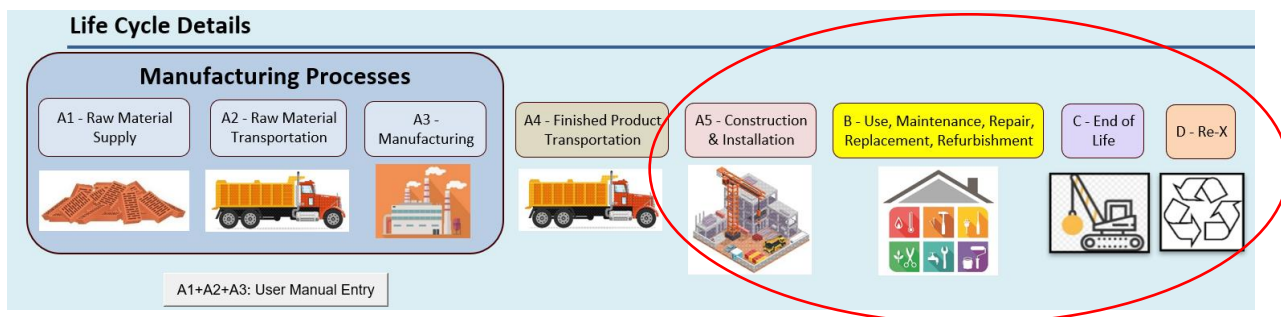 Life Cycle Details
Manufacturing Processes
A1 - Raw Material
Supply
A2 - Raw Material
Transportation
A3 -
Manufacturing
A4 - Finished Product
Transportation
A5 - Construction
& Installation
B - Use, Maintenance, Repair,
Replacement, Refurbishment
C - End of
Life
D - Re-X
A1+A2+A3: User Manual Entry